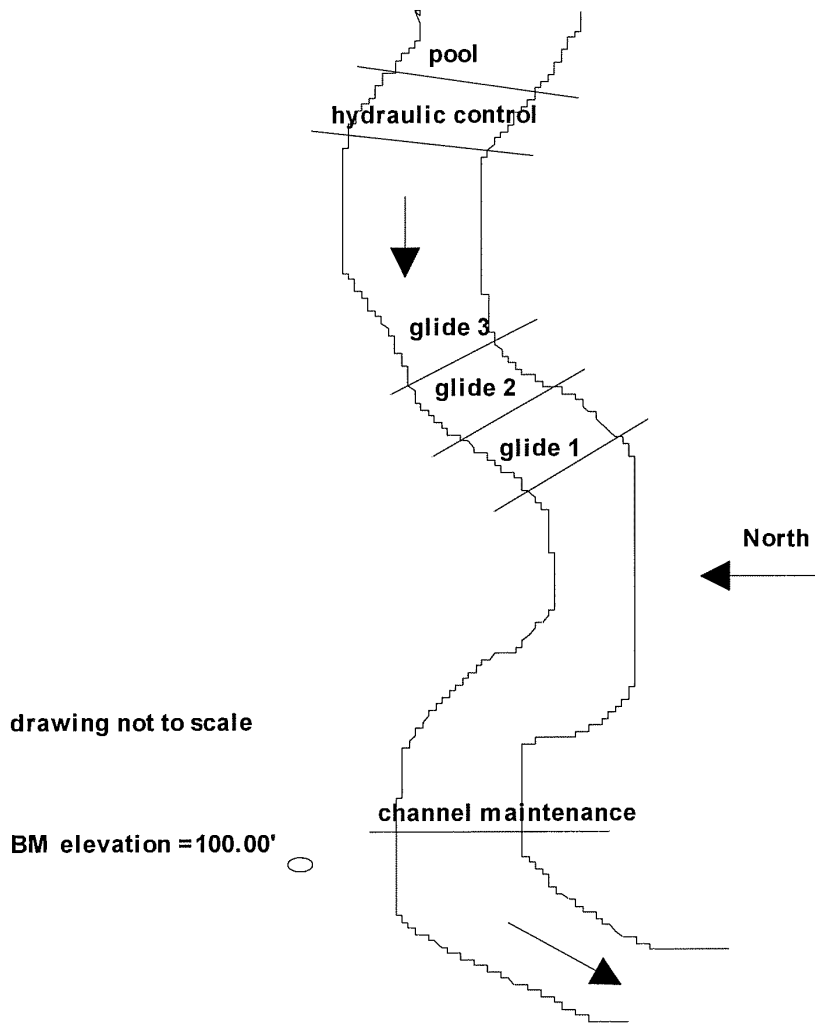 pool
hydraulic control
glide 3
glide 2
glide 1
North
drawing not to scale
channel maintenance
BM elevation =100.00'